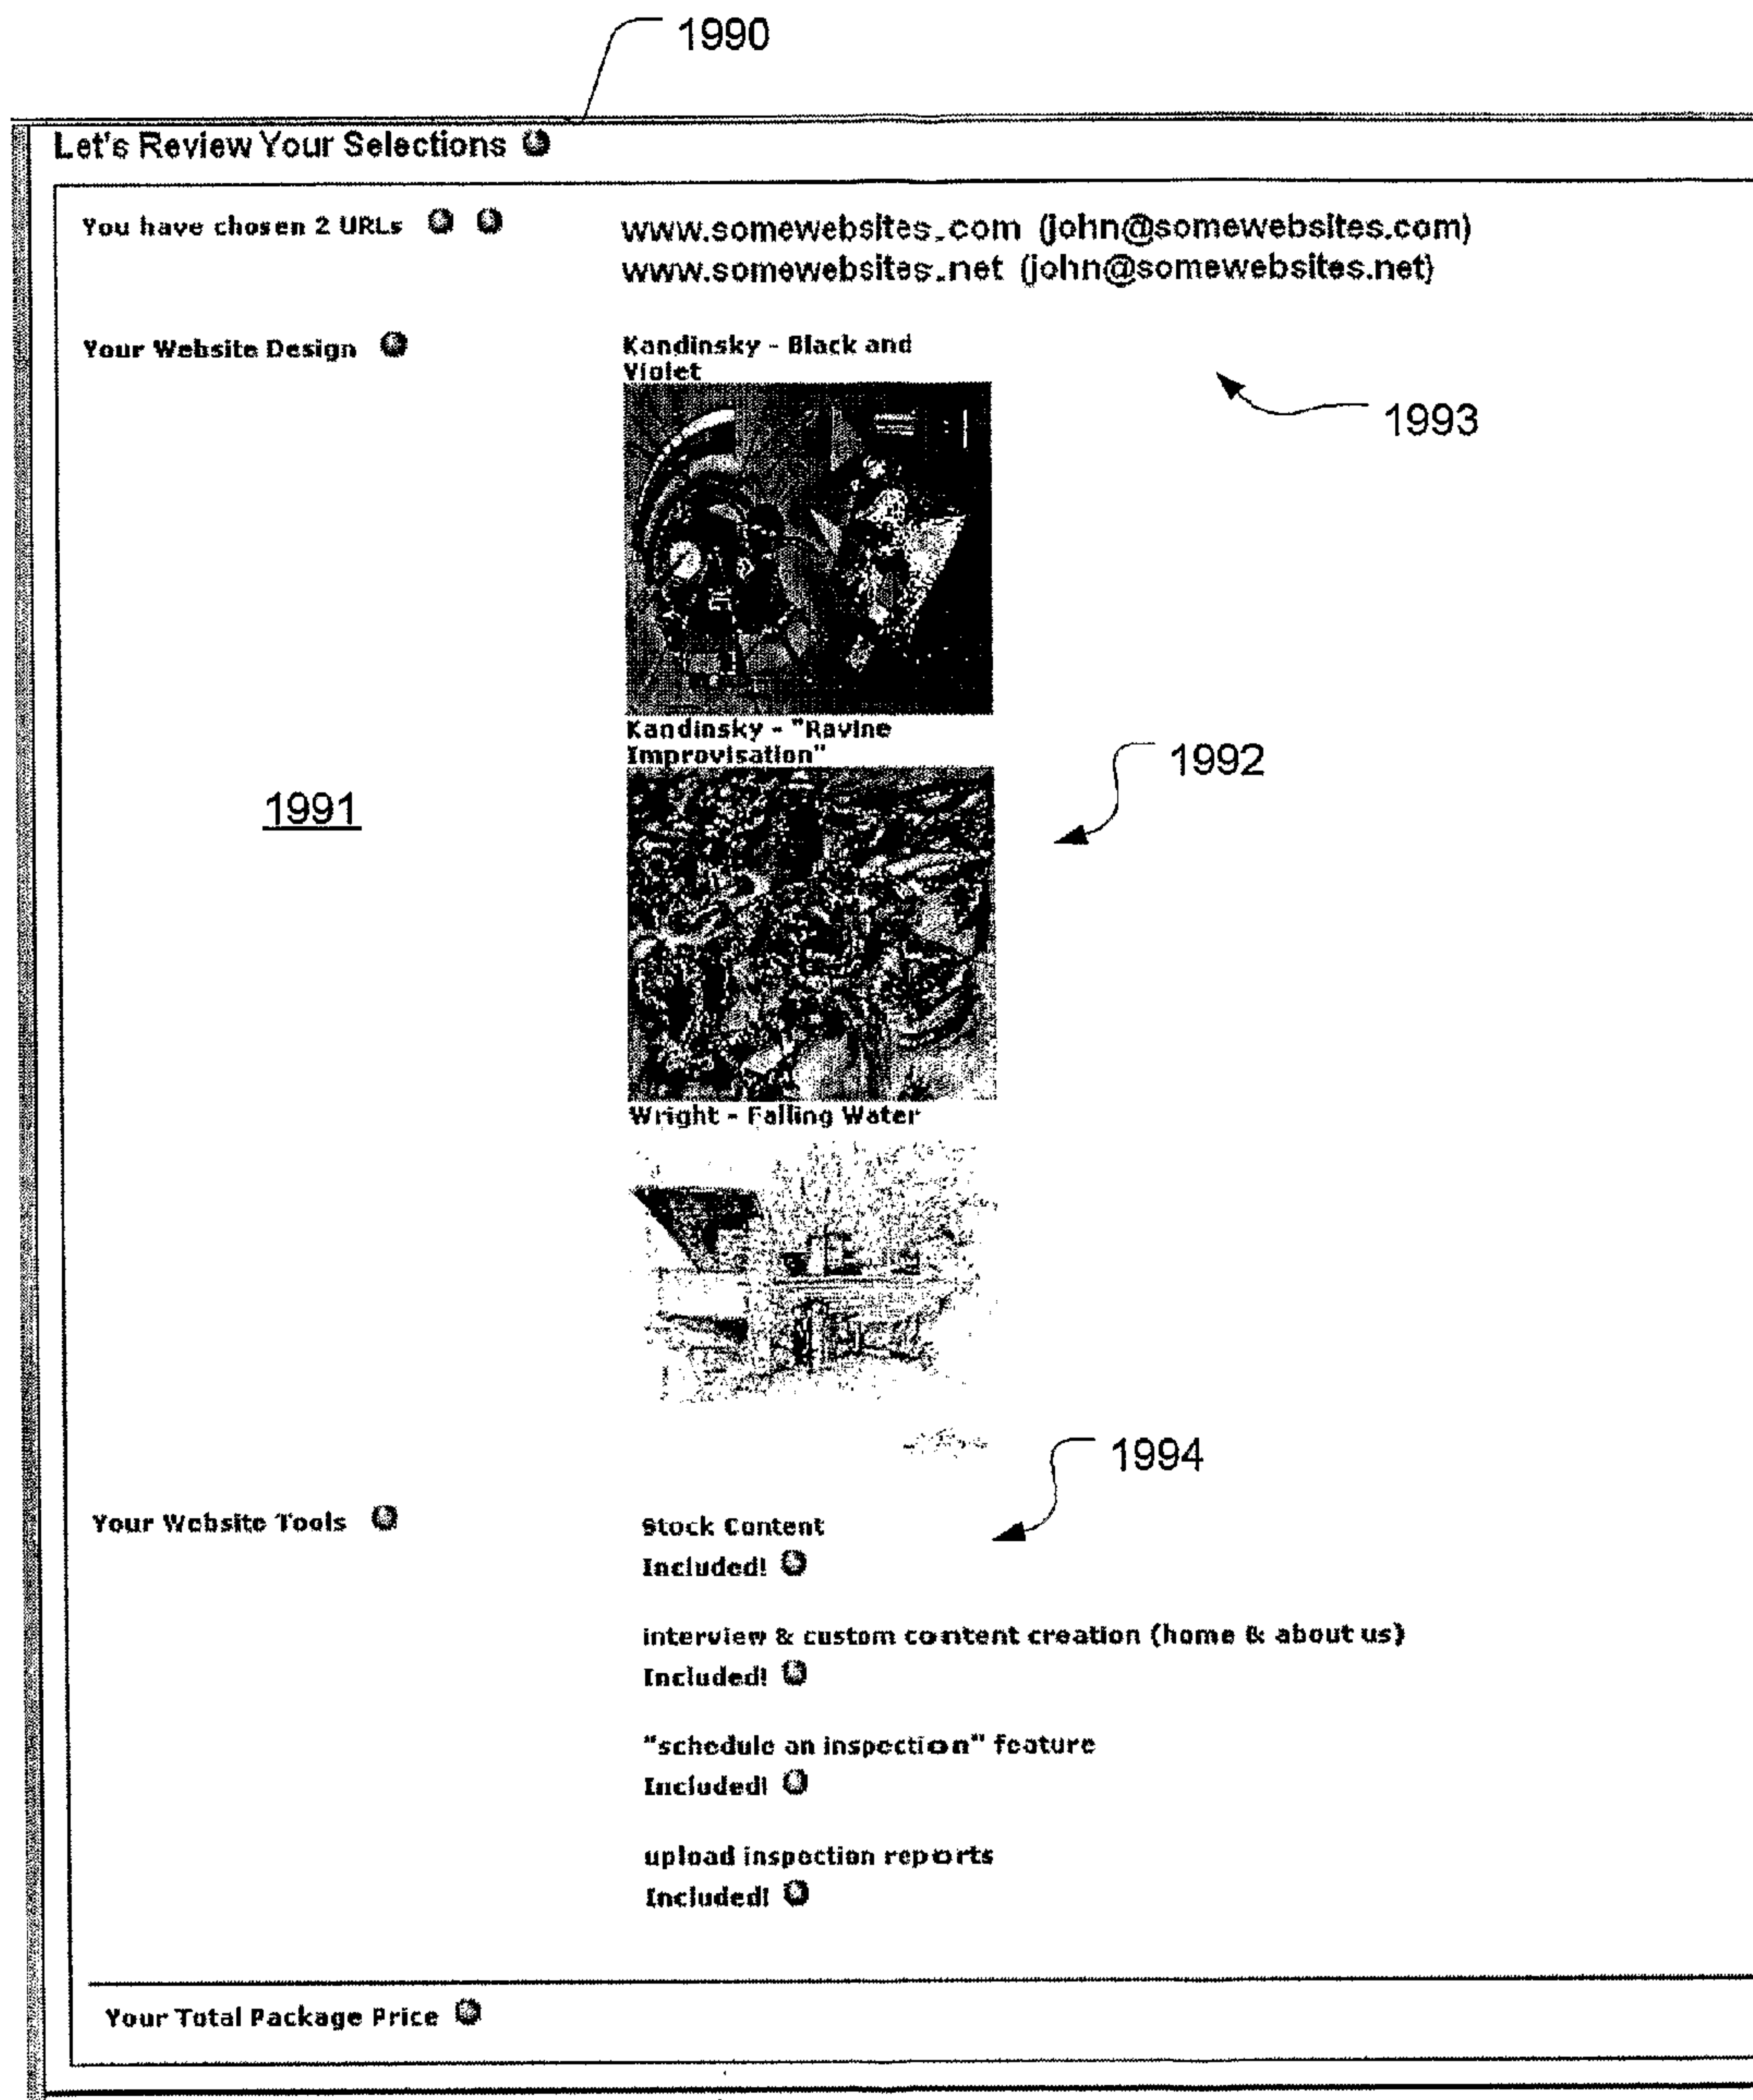 1990
Let's Review Your Selections
You have chosen 2 URLs
www.somewebsites.com (john@somewebsites.com)
www.somewebsites.net (john@somewebsites.net)
Your Website Design
Kandinsky - Black and
Violet
1993
Kandinsky - "Ravine
Improvisation"
1992
1991
Wright - Falling Water
1994
Your Website Tools
Stock Content
Included!
interview & custom content creation (home & about us)
Included!
"schedule an inspection" feature
Included!
upload inspection reports
Included!
Your Total Package Price